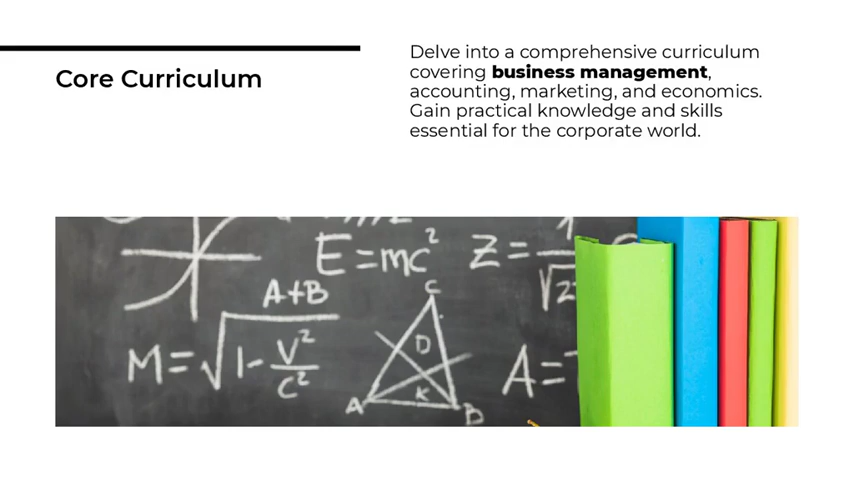 Core Curriculum
Delve into a comprehensive curriculum
covering business management,
accounting, marketing, and economics.
Gain practical knowledge and skills
essential for the corporate world.
E=mc²
Z=
A+B
M=√1-V²/C²
C
D
A=
A
K
B